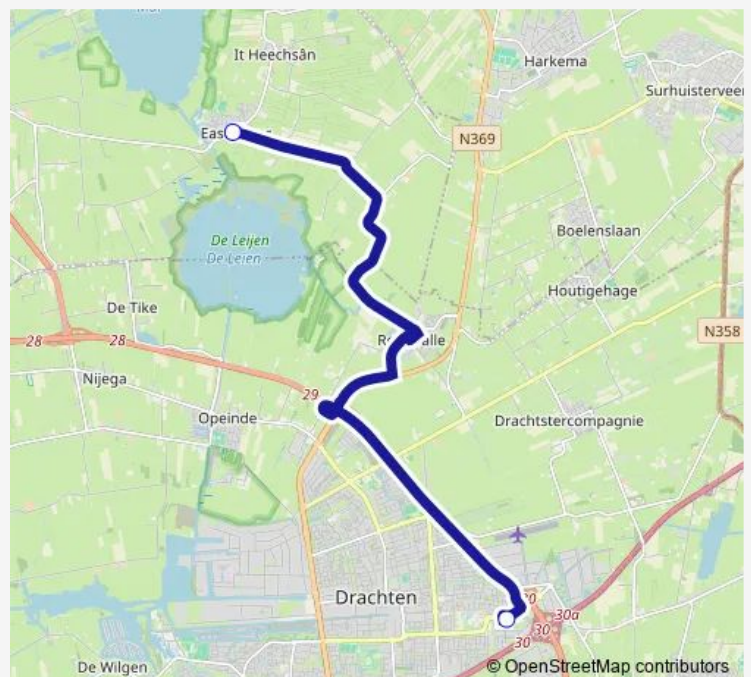 It Heechsân
Harkema
Surhuisterveen
N369
De Leijen
De Leien
Boelenslaan
Houtigehage
De Tike
28
28
N358
Nijega
29
Opeinde
Drachtstercompagnie
Drachten
30
30a
30
30
De Wilgen
© OpenStreetMap contributors